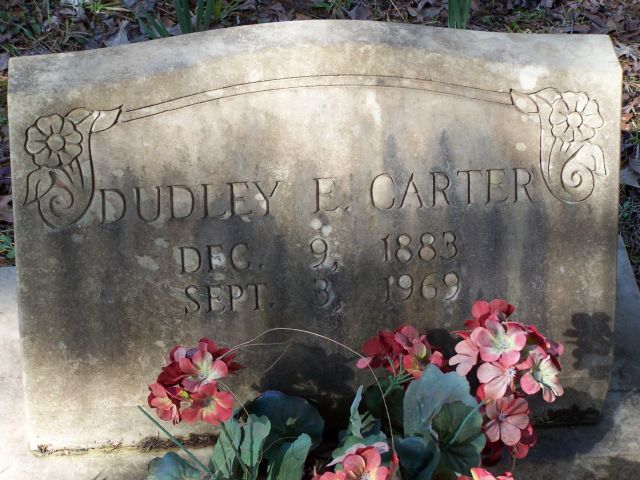 DUDLEY E. CARTER
DEC. 9, 1883
SEPT. 3, 1969